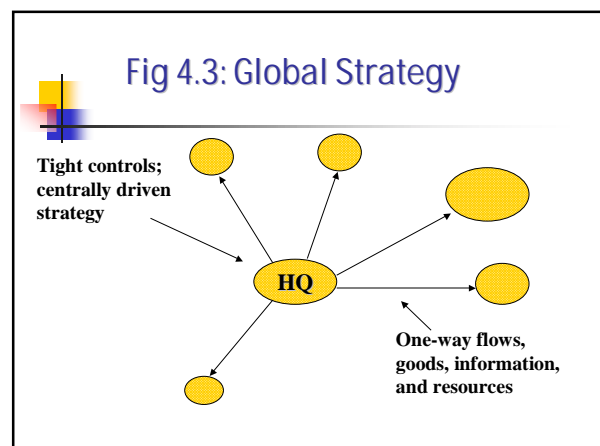 Fig 4.3: Global Strategy
Tight controls;
centrally driven
strategy
HQ
One-way flows,
goods, information,
and resources